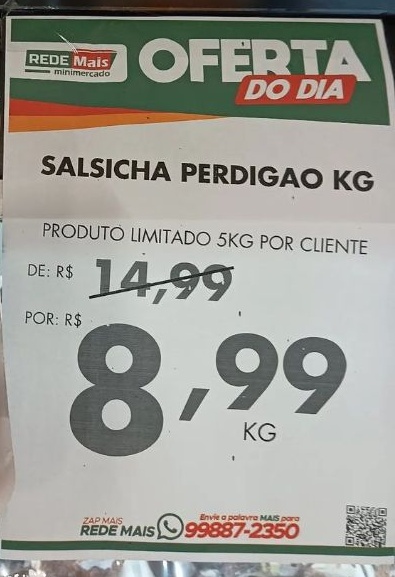 REDE Mais
minimercado
OFERTA
DO DIA
SALSICHA PERDIGAO KG
PRODUTO LIMITADO 5KG POR CLIENTE
DE: R$ 14,99
POR: R$
8,99
KG
ZAP MAIS
REDE MAIS
Envie a palavra MAIS para
99887-2350